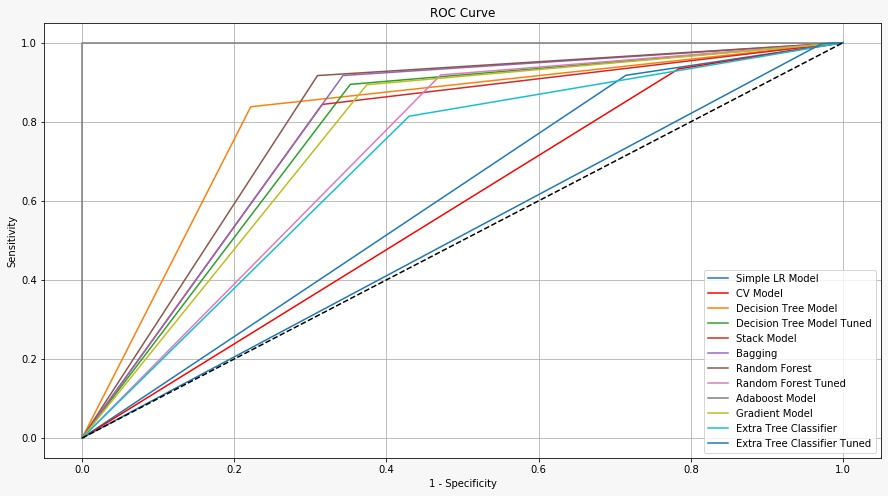 ROC Curve
1.0
0.8
0.6
0.4
0.2
0.0
Sensitivity
Simple LR Model
CV Model
Decision Tree Model
Decision Tree Model Tuned
Stack Model
Bagging
Random Forest
Random Forest Tuned
Adaboost Model
Gradient Model
Extra Tree Classifier
Extra Tree Classifier Tuned
0.0 0.2 0.4 0.6 0.8 1.0
1 - Specificity